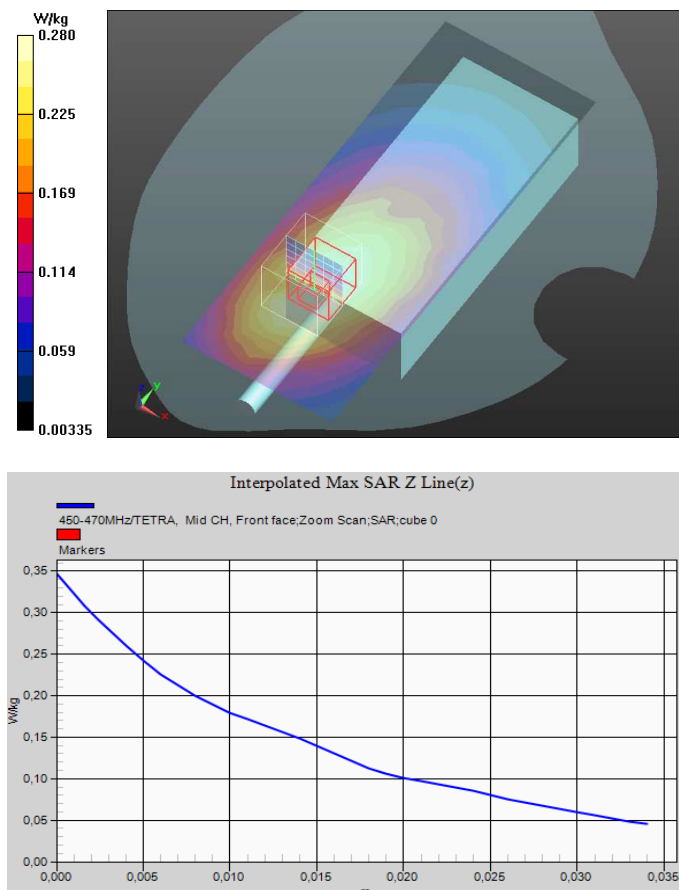 W/kg
0.280
0.225
0.169
0.114
0.059
0.00335
z
y
x
Interpolated Max SAR Z Line(z)
450-470MHz/TETRA, Mid CH, Front face;Zoom Scan;SAR;cube 0
Markers
0,35
0,30
0,25
0,20
0,15
0,10
0,05
0,00
W/kg
0,000 0,005 0,010 0,015 0,020 0,025 0,030 0,035